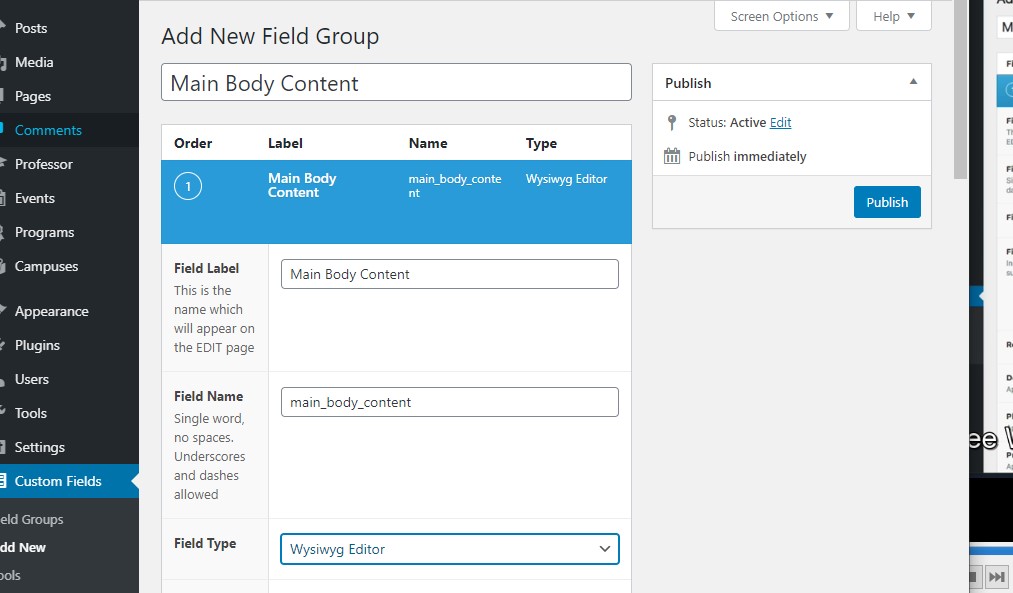 Screen Options
Help
Posts
Media
Pages
Comments
Professor
Events
Programs
Campuses
Appearance
Plugins
Users
Tools
Settings
Custom Fields
eld Groups
dd New
ools
Add New Field Group
Main Body Content
Order Label Name Type
1 Main Body main_body_conte Wysiwyg Editor
Content nt
Field Label
This is the
name which
will appear on
the EDIT page
Main Body Content
Field Name
Single word,
no spaces.
Underscores
and dashes
allowed
main_body_content
Field Type
Wysiwyg Editor
Publish
Status: Active Edit
Publish immediately
Publish
ee